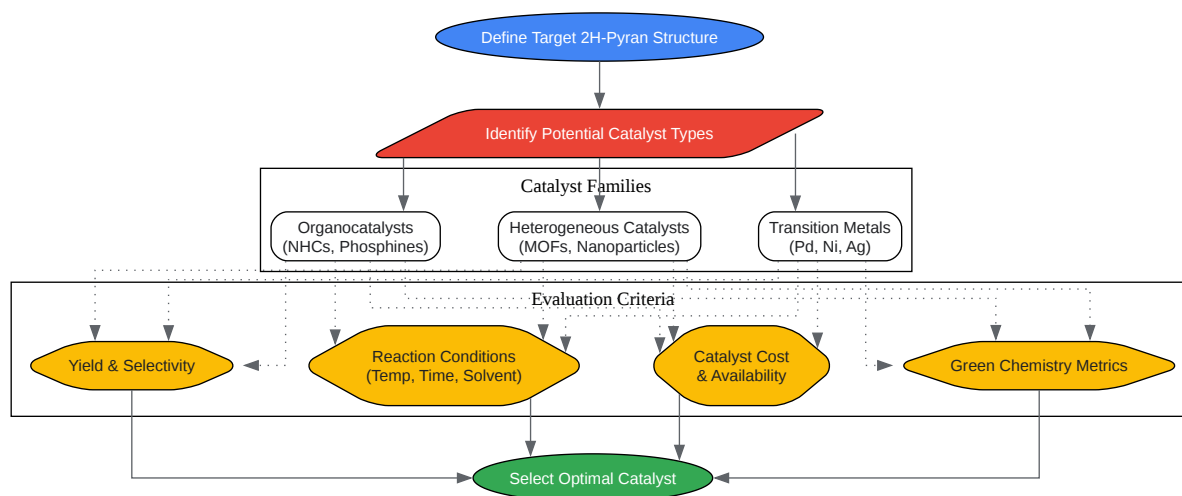 Define Target 2H-Pyran Structure
Identify Potential Catalyst Types
Catalyst Families
Organocatalysts
(NHCs, Phosphines)
Heterogeneous Catalysts
(MOFs, Nanoparticles)
Transition Metals
(Pd, Ni, Ag)
Evaluation Criteria
Yield & Selectivity
Reaction Conditions
(Temp, Time, Solvent)
Catalyst Cost
& Availability
Green Chemistry Metrics
Select Optimal Catalyst